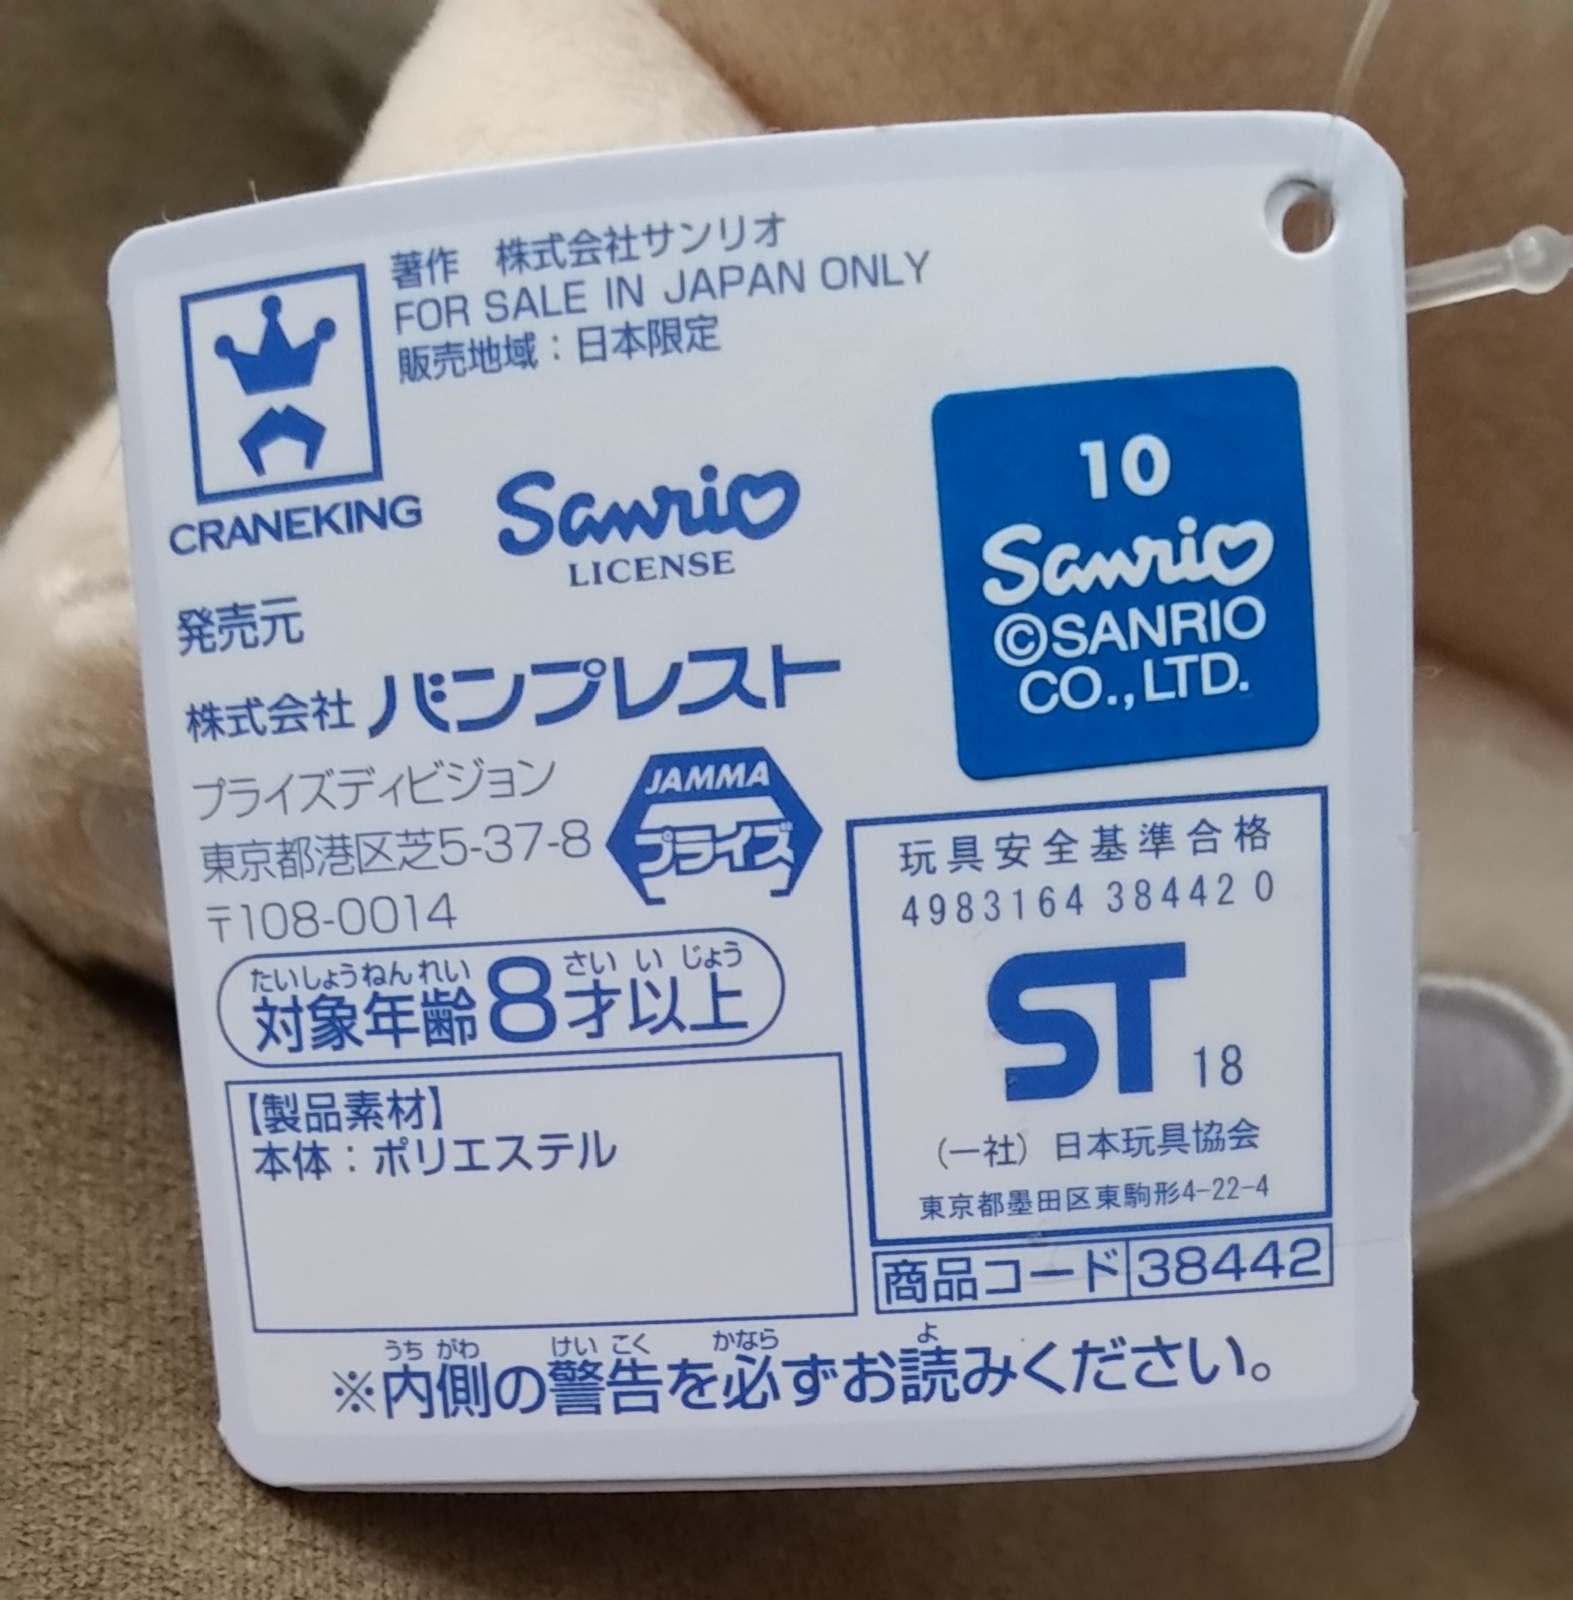 著作 株式会社サンリオ
FOR SALE IN JAPAN ONLY
販売地域：日本限定
CRANEKING
Sanrio
LICENSE
10
Sanrio
©SANRIO
CO.,LTD.
発売元
株式会社 バンプレスト
プライズディビジョン
東京都港区芝5-37-8
〒108-0014
JAMMA
プライズ
たいしょうねんれい さい い じょう
対象年齢8才以上
【製品素材】
本体：ポリエステル
玩具安全基準合格
4983164 384420
ST 18
（一社）日本玩具協会
東京都墨田区東駒形4-22-4
商品コード 38442
うち がわ けい こく かなら よ
※内側の警告を必ずお読みください。